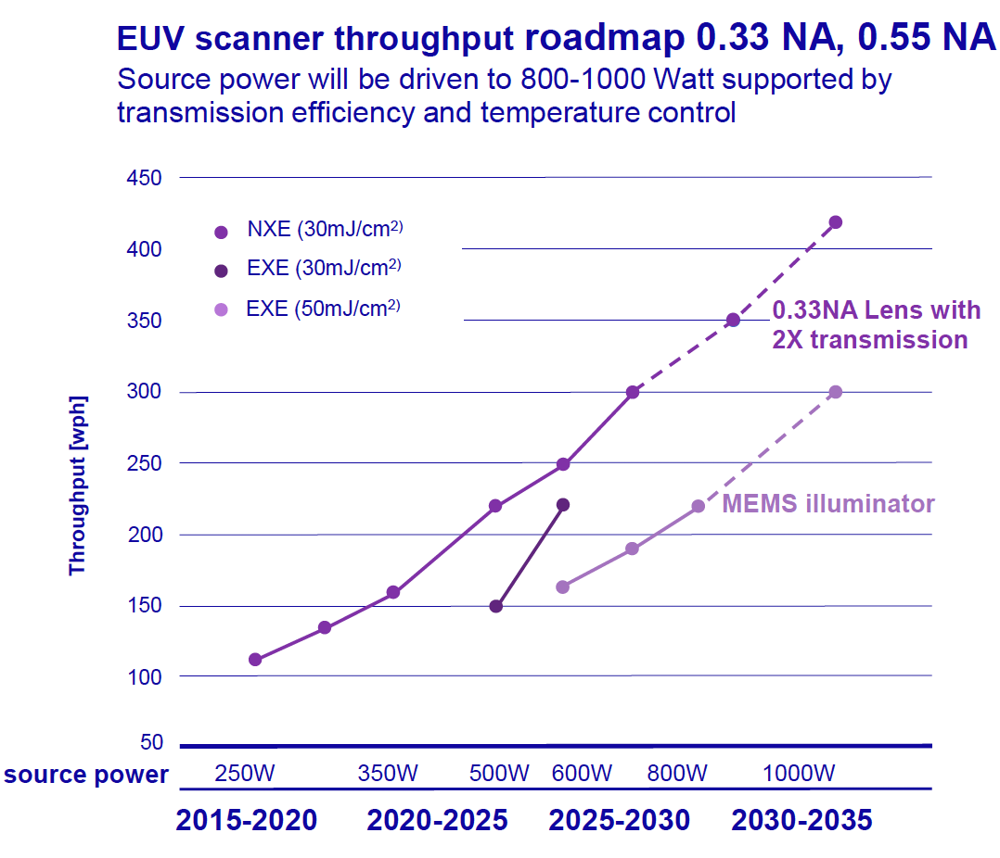 EUV scanner throughput roadmap 0.33 NA, 0.55 NA
Source power will be driven to 800-1000 Watt supported by
transmission efficiency and temperature control
450
NXE (30mJ/cm²⁾
400
EXE (30mJ/cm²⁾
EXE (50mJ/cm²⁾
350
0.33NA Lens with
2X transmission
300
Throughput [wph]
250
MEMS illuminator
200
150
100
50
source power 250W 350W 500W 600W 800W 1000W
2015-2020 2020-2025 2025-2030 2030-2035